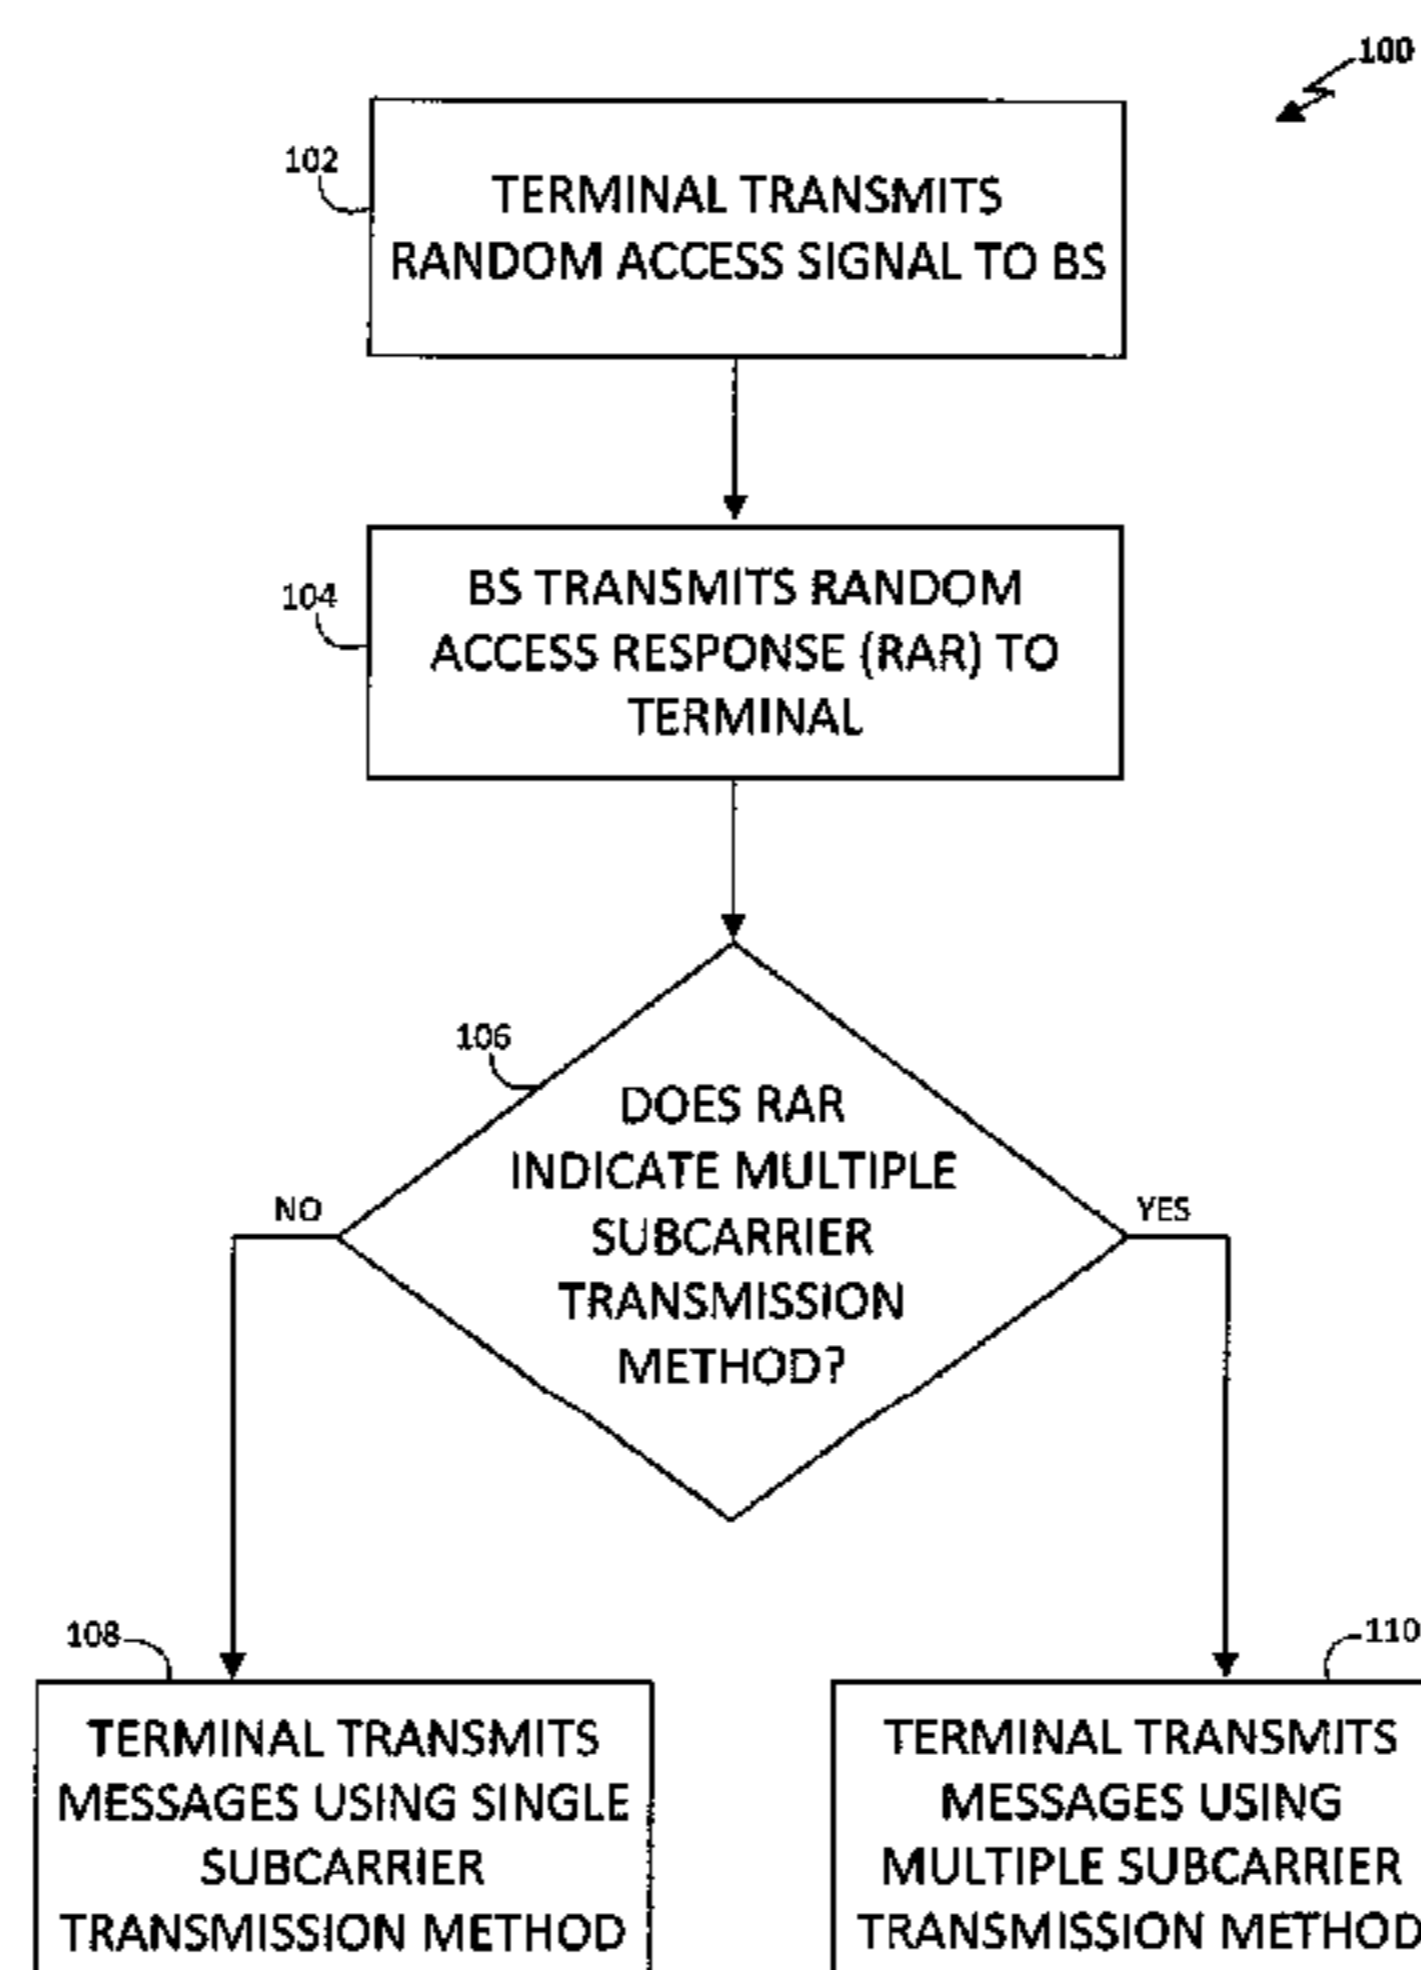 100
102
TERMINAL TRANSMITS
RANDOM ACCESS SIGNAL TO BS
104
BS TRANSMITS RANDOM
ACCESS RESPONSE (RAR) TO
TERMINAL
106
DOES RAR
INDICATE MULTIPLE
SUBCARRIER
TRANSMISSION
METHOD?
NO
YES
108
TERMINAL TRANSMITS
MESSAGES USING SINGLE
SUBCARRIER
TRANSMISSION METHOD
110
TERMINAL TRANSMITS
MESSAGES USING
MULTIPLE SUBCARRIER
TRANSMISSION METHOD